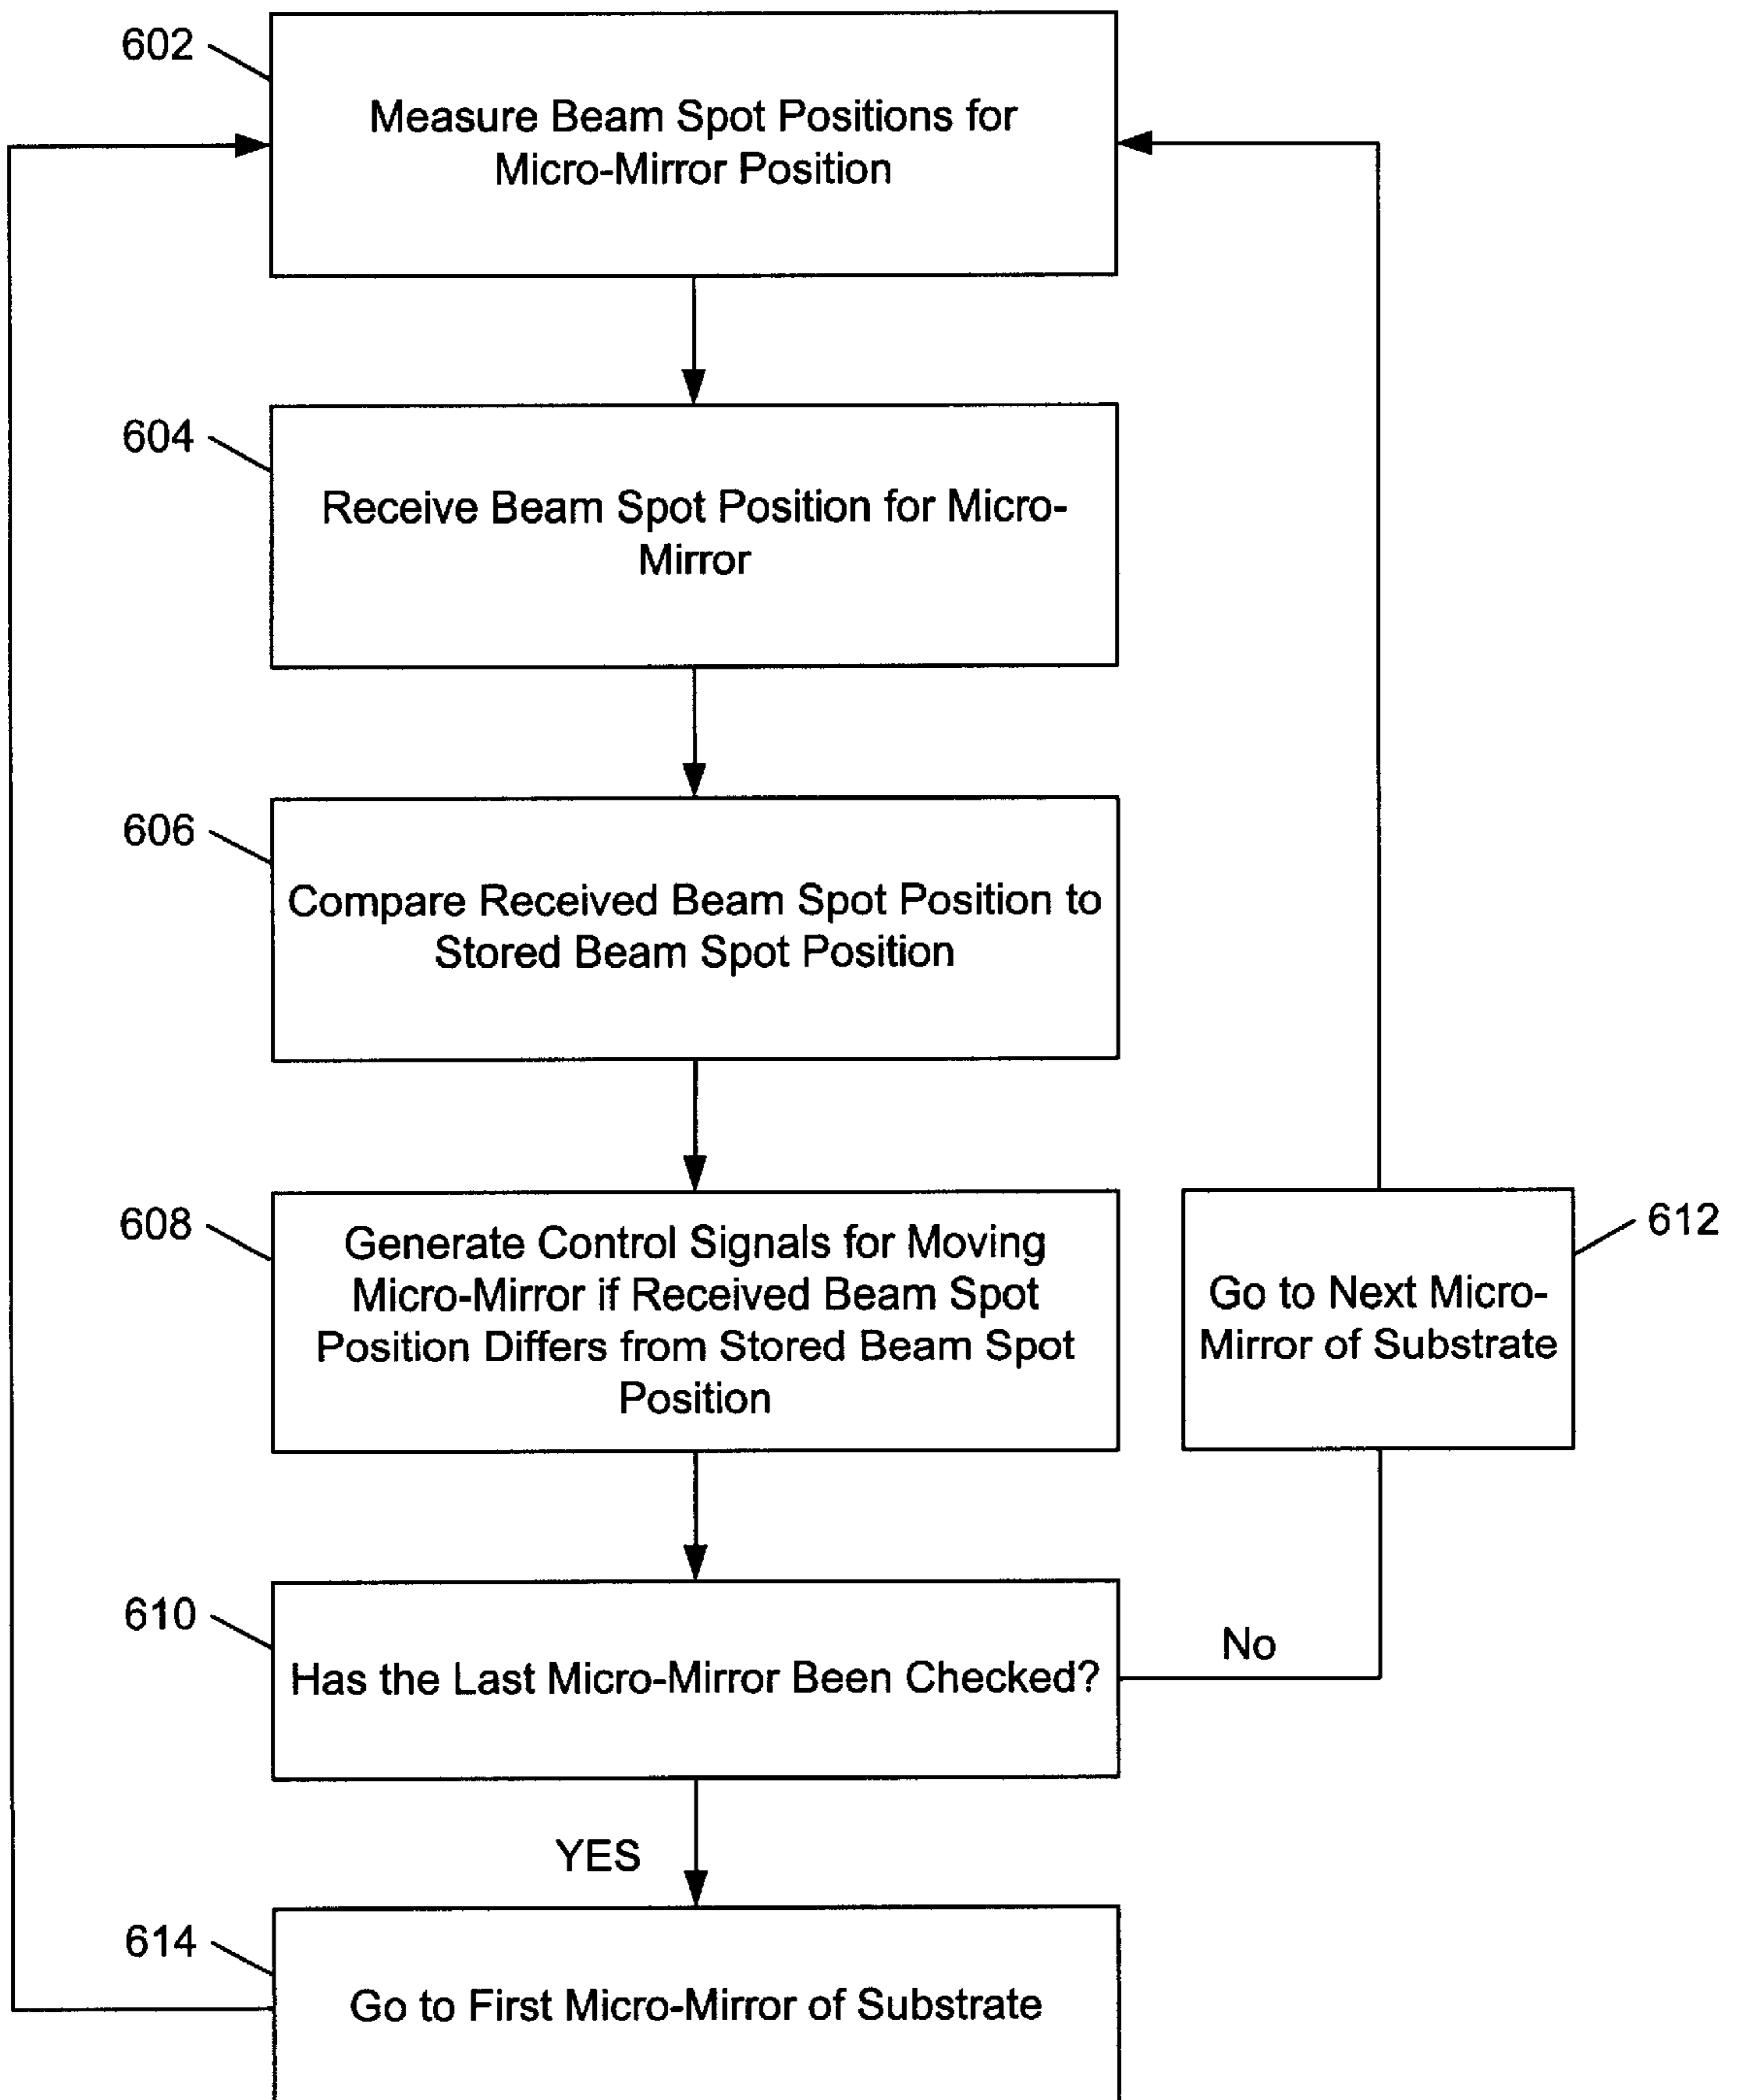 602
Measure Beam Spot Positions for
Micro-Mirror Position
604
Receive Beam Spot Position for Micro-
Mirror
606
Compare Received Beam Spot Position to
Stored Beam Spot Position
608
Generate Control Signals for Moving
Micro-Mirror if Received Beam Spot
Position Differs from Stored Beam Spot
Position
612
Go to Next Micro-
Mirror of Substrate
610
Has the Last Micro-Mirror Been Checked?
No
YES
614
Go to First Micro-Mirror of Substrate